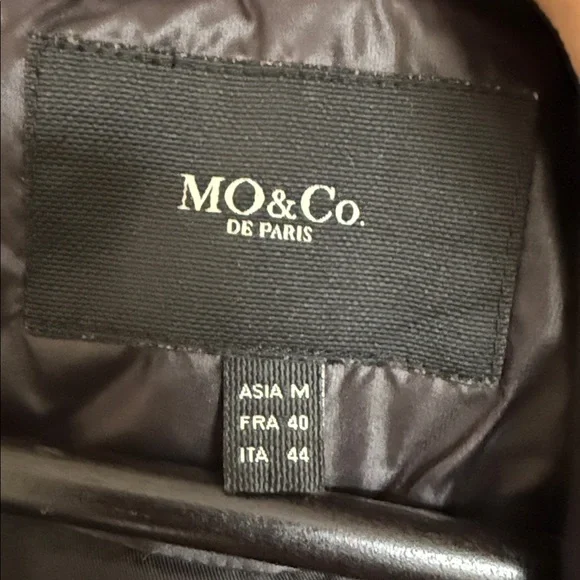 MO&Co.
DE PARIS
ASIA M
FRA 40
ITA 44